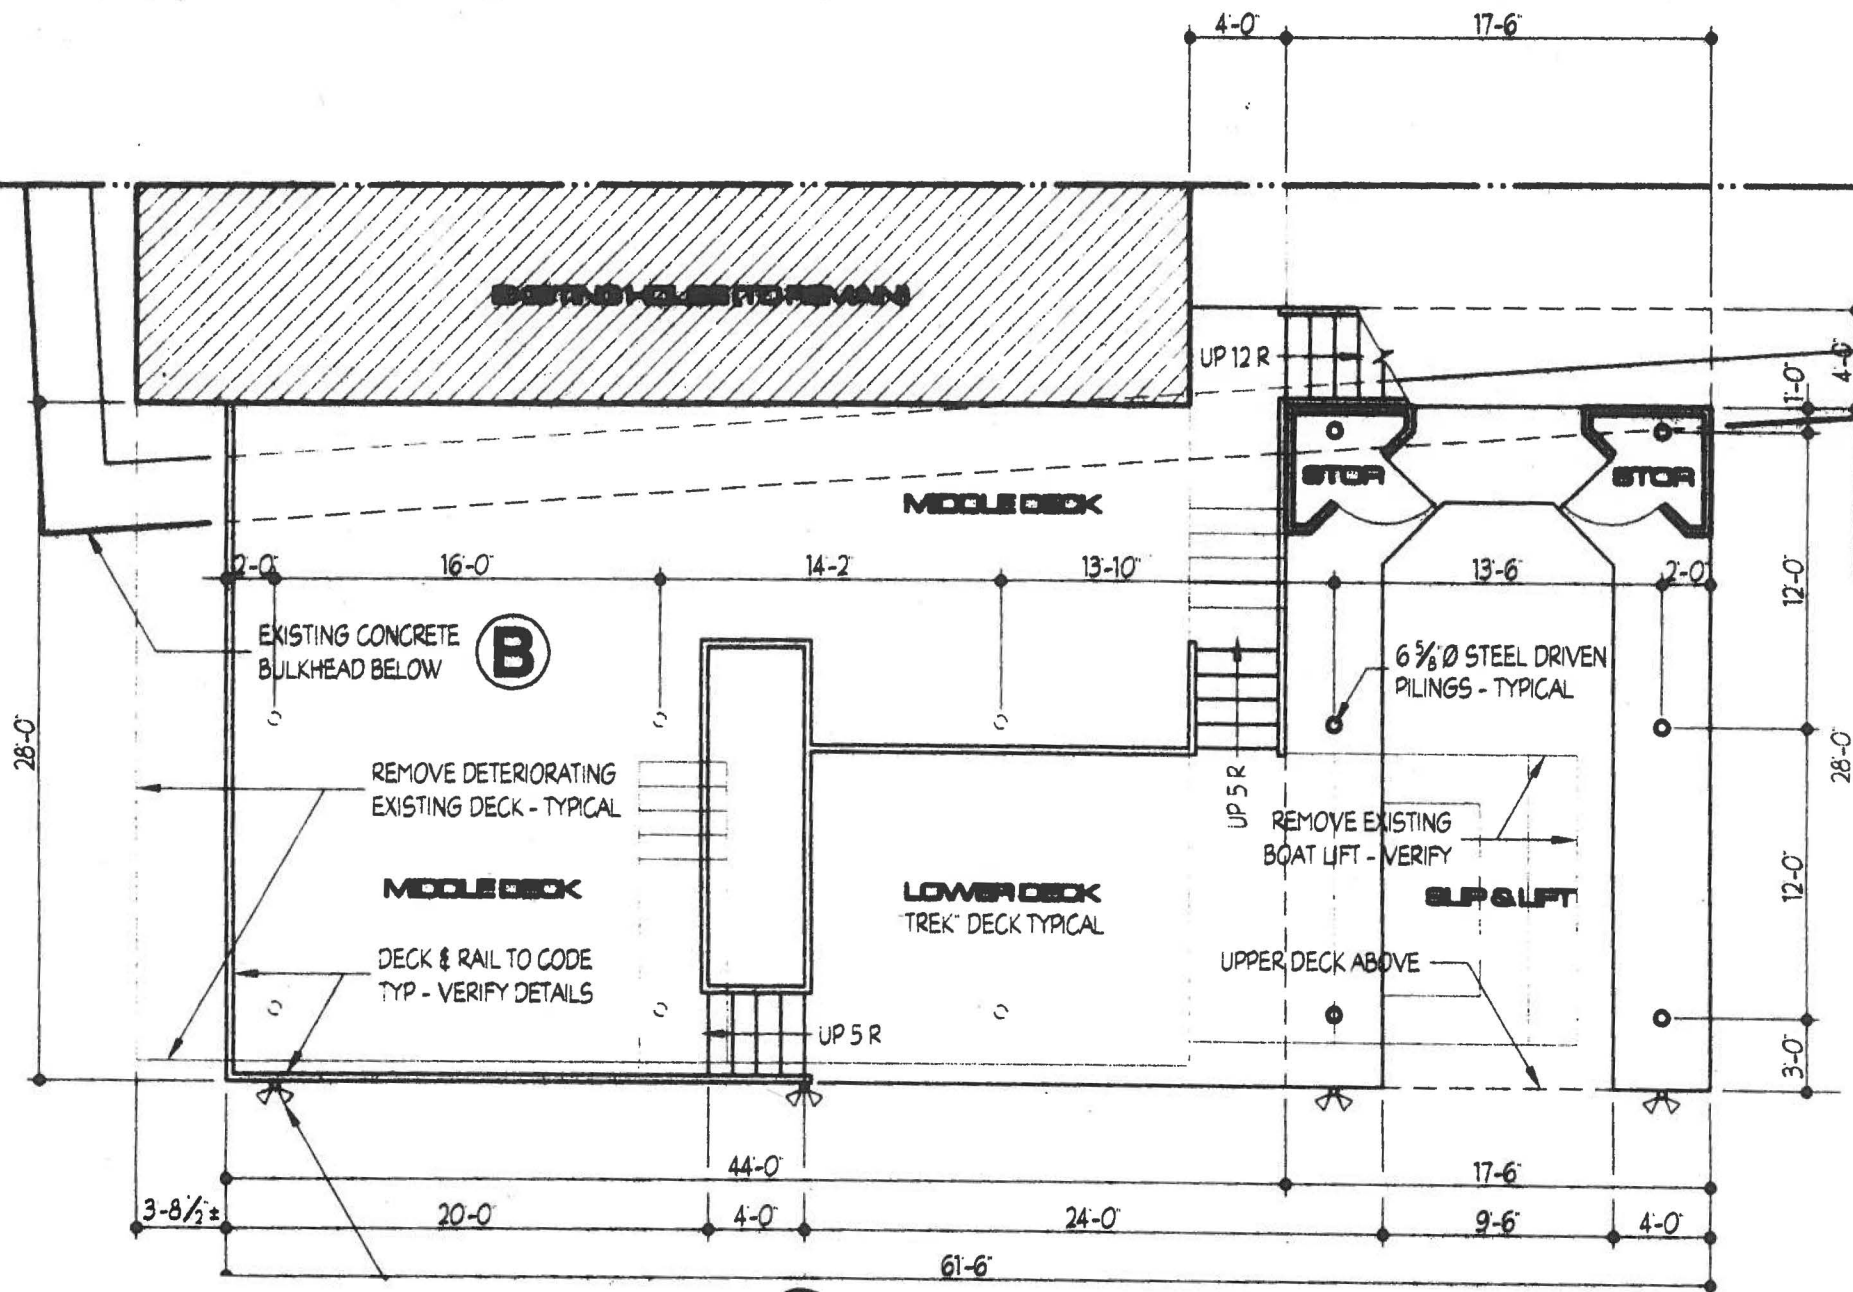 4'-0"
17'-6"
EXISTING HOUSE (TO REMAIN)
UP 12 R
4'-0"
1'-0"
STOR
STOR
MIDDLE DECK
2'-0"
16'-0"
14'-2"
13'-10"
13'-6"
2'-0"
12'-0"
EXISTING CONCRETE
BULKHEAD BELOW
B
6 5/8" Ø STEEL DRIVEN
PILINGS - TYPICAL
28'-0"
28'-0"
REMOVE DETERIORATING
EXISTING DECK - TYPICAL
UP 5 R
REMOVE EXISTING
BOAT LIFT - VERIFY
MIDDLE DECK
LOWER DECK
"TREK" DECK TYPICAL
SLIP & LIFT
12'-0"
DECK & RAIL TO CODE
TYP - VERIFY DETAILS
UPPER DECK ABOVE
UP 5 R
3'-0"
44'-0"
17'-6"
3'-8 1/2" ±
20'-0"
4'-0"
24'-0"
9'-6"
4'-0"
61'-6"